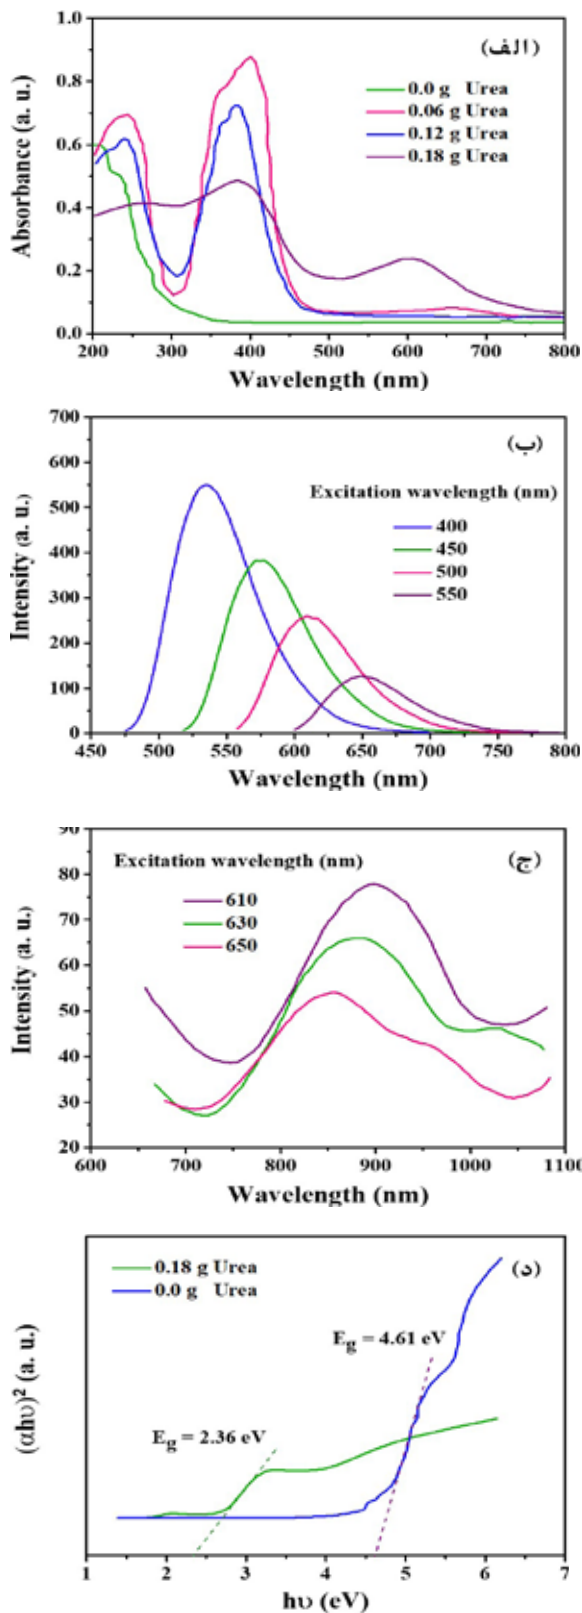 (الف)
0.0 g Urea
0.06 g Urea
0.12 g Urea
0.18 g Urea
Absorbance (a. u.)
1.0
0.8
0.6
0.4
0.2
0.0
200 300 400 500 600 700 800
Wavelength (nm)
(ب)
Excitation wavelength (nm)
400
450
500
550
Intensity (a. u.)
700
600
500
400
300
200
100
0
450 500 550 600 650 700 750 800
Wavelength (nm)
(ج)
Excitation wavelength (nm)
610
630
650
Intensity (a. u.)
90
80
70
60
50
40
30
20
600 700 800 900 1000 1100
Wavelength (nm)
(د)
0.18 g Urea
0.0 g Urea
Eg = 4.61 eV
Eg = 2.36 eV
(αhυ)² (a. u.)
1 2 3 4 5 6 7
hυ (eV)